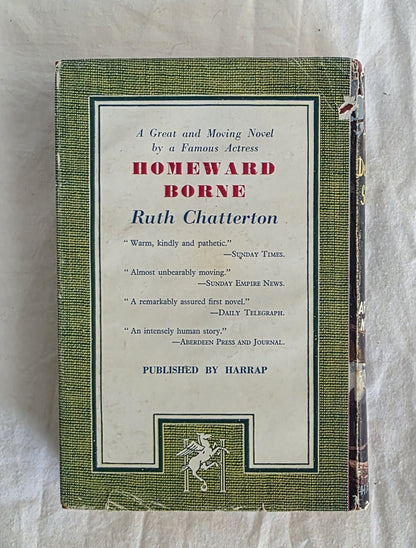 A Great and Moving Novel
by a Famous Actress
HOMEWARD
BORNE
Ruth Chatterton
“Warm, kindly and pathetic.”
—SUNDAY TIMES.
“Almost unbearably moving.”
—SUNDAY EMPIRE NEWS.
“A remarkably assured first novel.”
—DAILY TELEGRAPH.
“An intensely human story.”
—ABERDEEN PRESS AND JOURNAL.
PUBLISHED BY HARRAP